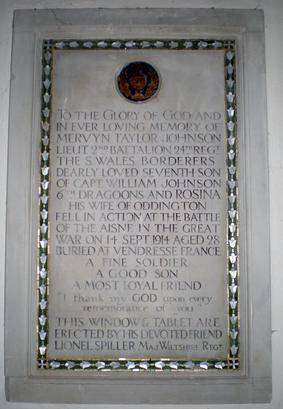 TO THE GLORY OF GOD AND
IN EVER LOVING MEMORY OF
MERVYN TAYLOR JOHNSON
LIEUT 2ND BATTALION 24TH REGT
THE S. WALES BORDERERS
DEARLY LOVED SEVENTH SON
OF CAPT WILLIAM JOHNSON
6TH DRAGOONS AND ROSINA
HIS WIFE OF ODDINGTON
FELL IN ACTION AT THE BATTLE
OF THE AISNE IN THE GREAT
WAR ON 14 SEPT 1914 AGED 28
BURIED AT VENDRESSE FRANCE
A FINE SOLDIER
A GOOD SON
A MOST LOYAL FRIEND
"I thank my GOD upon every
remembrance of you"
THIS WINDOW & TABLET ARE
ERECTED BY HIS DEVOTED FRIEND
LIONEL SPILLER MAJ WILTSHIRE REGT